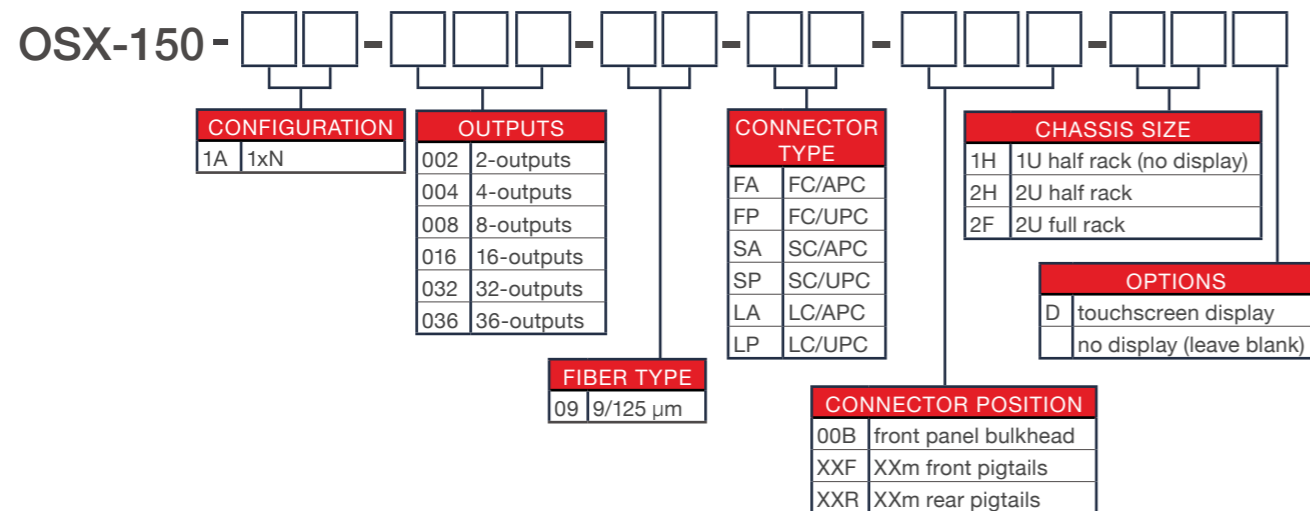 OSX-150 - - - - - -
CONFIGURATION
1A 1xN
OUTPUTS
002 2-outputs
004 4-outputs
008 8-outputs
016 16-outputs
032 32-outputs
036 36-outputs
FIBER TYPE
09 9/125 µm
CONNECTOR
TYPE
FA FC/APC
FP FC/UPC
SA SC/APC
SP SC/UPC
LA LC/APC
LP LC/UPC
CONNECTOR POSITION
00B front panel bulkhead
XXF XXm front pigtails
XXR XXm rear pigtails
CHASSIS SIZE
1H 1U half rack (no display)
2H 2U half rack
2F 2U full rack
OPTIONS
D touchscreen display
no display (leave blank)